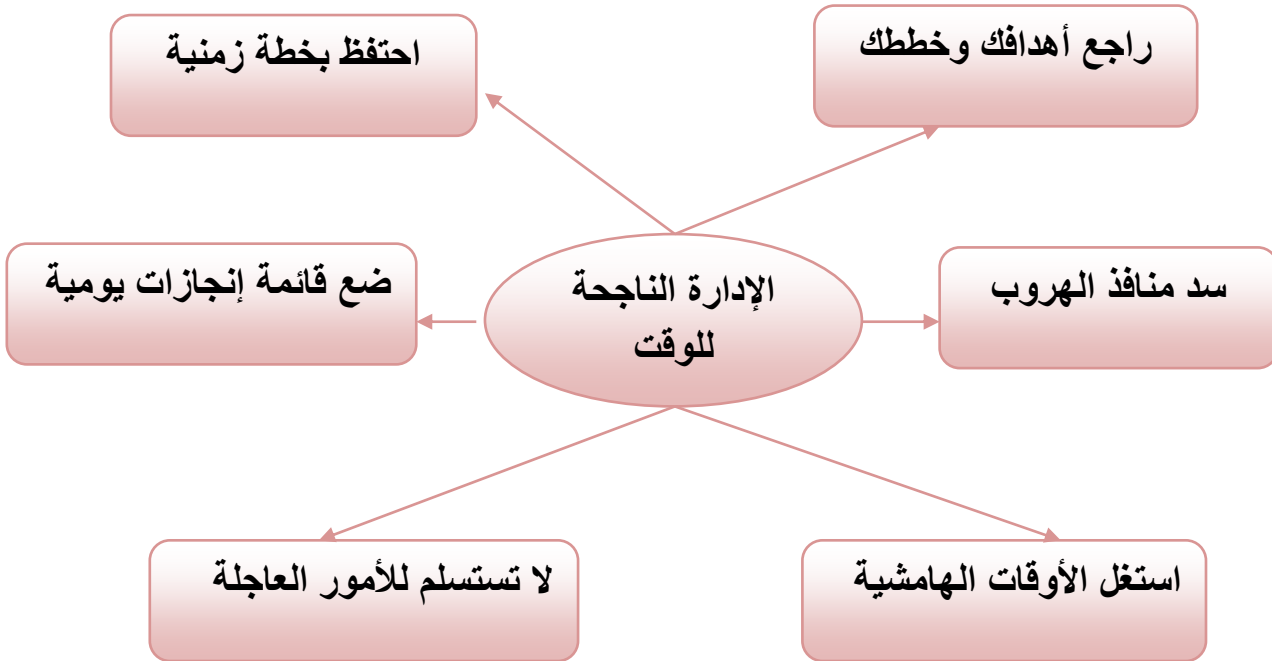 راجع أهدافك وخططك
احتفظ بخطة زمنية
الإدارة الناجحة
للوقت
سد منافذ الهروب
ضع قائمة إنجازات يومية
استغل الأوقات الهامشية
لا تستسلم للأمور العاجلة